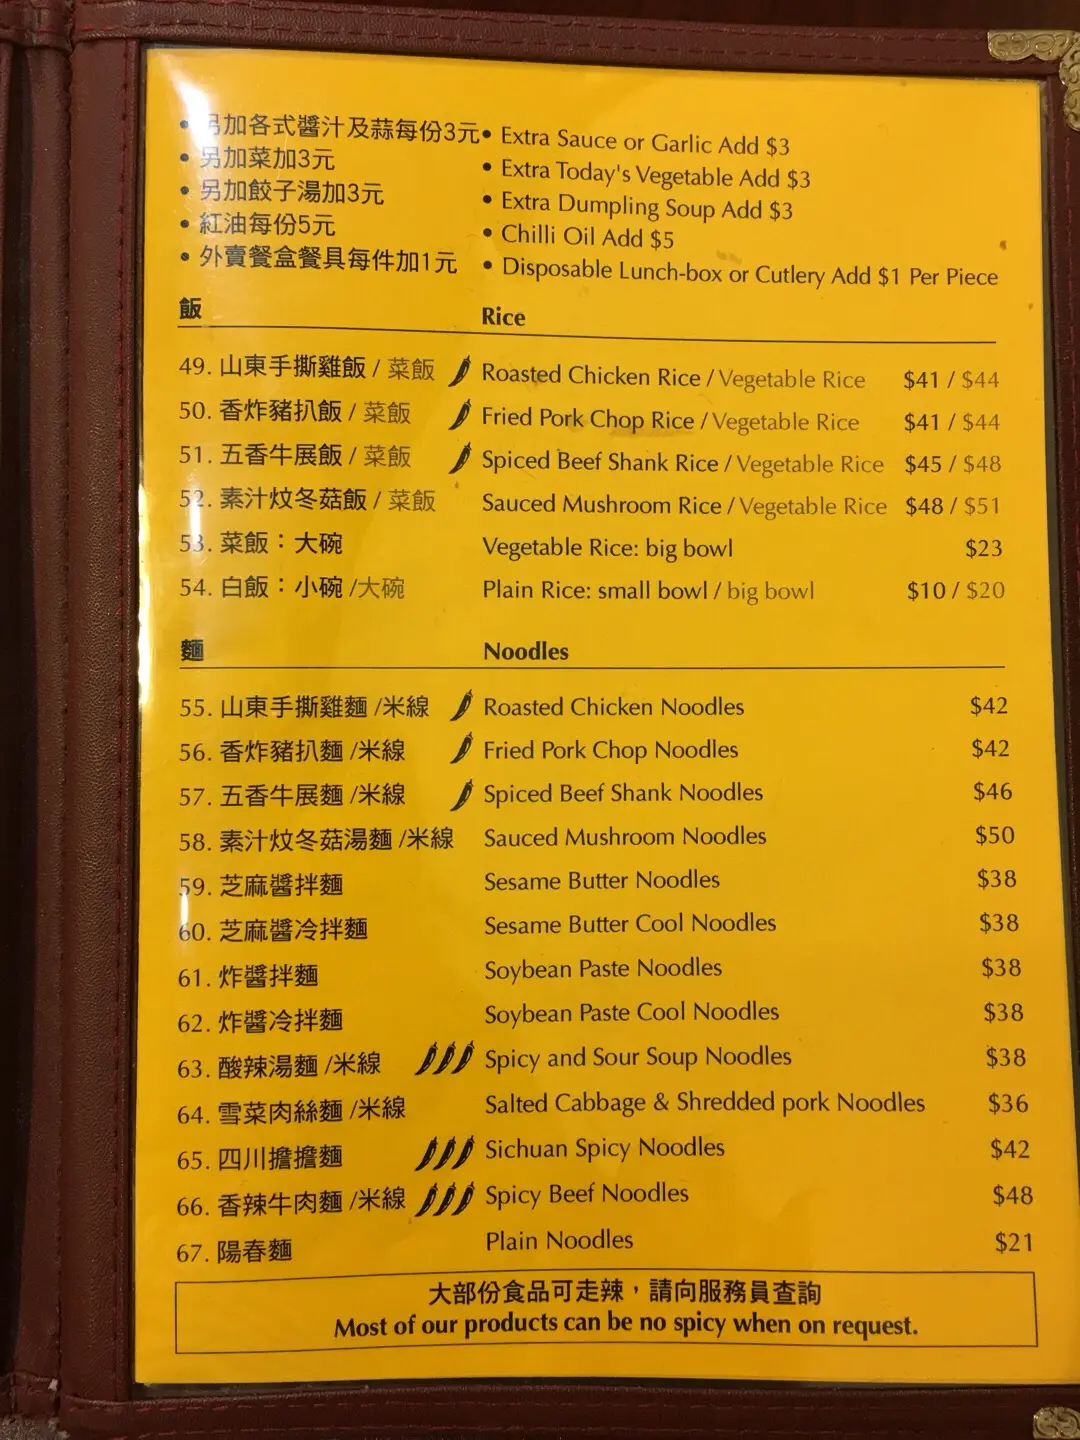 • 另加各式醬汁及蒜每份3元 • Extra Sauce or Garlic Add $3
• 另加菜加3元 • Extra Today's Vegetable Add $3
• 另加餃子湯加3元 • Extra Dumpling Soup Add $3
• 紅油每份5元 • Chilli Oil Add $5
• 外賣餐盒餐具每件加1元 • Disposable Lunch-box or Cutlery Add $1 Per Piece
飯 Rice
49. 山東手撕雞飯 / 菜飯 Roasted Chicken Rice / Vegetable Rice $41 / $44
50. 香炸豬扒飯 / 菜飯 Fried Pork Chop Rice / Vegetable Rice $41 / $44
51. 五香牛展飯 / 菜飯 Spiced Beef Shank Rice / Vegetable Rice $45 / $48
52. 素汁炆冬菇飯 / 菜飯 Sauced Mushroom Rice / Vegetable Rice $48 / $51
53. 菜飯：大碗 Vegetable Rice: big bowl $23
54. 白飯：小碗 /大碗 Plain Rice: small bowl / big bowl $10 / $20
麵 Noodles
55. 山東手撕雞麵 /米線 Roasted Chicken Noodles $42
56. 香炸豬扒麵 /米線 Fried Pork Chop Noodles $42
57. 五香牛展麵 /米線 Spiced Beef Shank Noodles $46
58. 素汁炆冬菇湯麵 /米線 Sauced Mushroom Noodles $50
59. 芝麻醬拌麵 Sesame Butter Noodles $38
60. 芝麻醬冷拌麵 Sesame Butter Cool Noodles $38
61. 炸醬拌麵 Soybean Paste Noodles $38
62. 炸醬冷拌麵 Soybean Paste Cool Noodles $38
63. 酸辣湯麵 /米線 Spicy and Sour Soup Noodles $38
64. 雪菜肉絲麵 /米線 Salted Cabbage & Shredded pork Noodles $36
65. 四川擔擔麵 Sichuan Spicy Noodles $42
66. 香辣牛肉麵 /米線 Spicy Beef Noodles $48
67. 陽春麵 Plain Noodles $21
大部份食品可走辣，請向服務員查詢
Most of our products can be no spicy when on request.